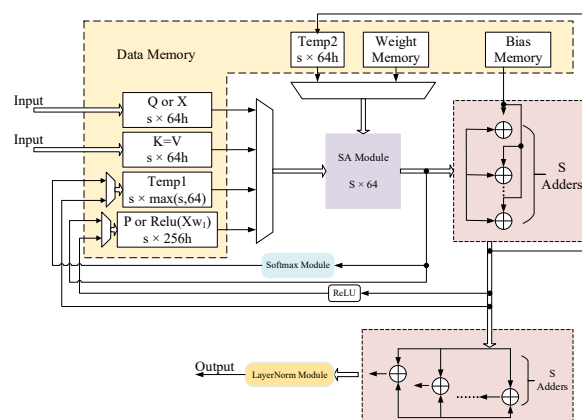 Data Memory
Temp2
s × 64h
Weight
Memory
Bias
Memory
Input
Q or X
s × 64h
Input
K=V
s × 64h
Temp1
s × max(s,64)
P or Relu(Xw₁)
s × 256h
SA Module
S × 64
S
Adders
Softmax Module
ReLU
Output
LayerNorm Module
S
Adders